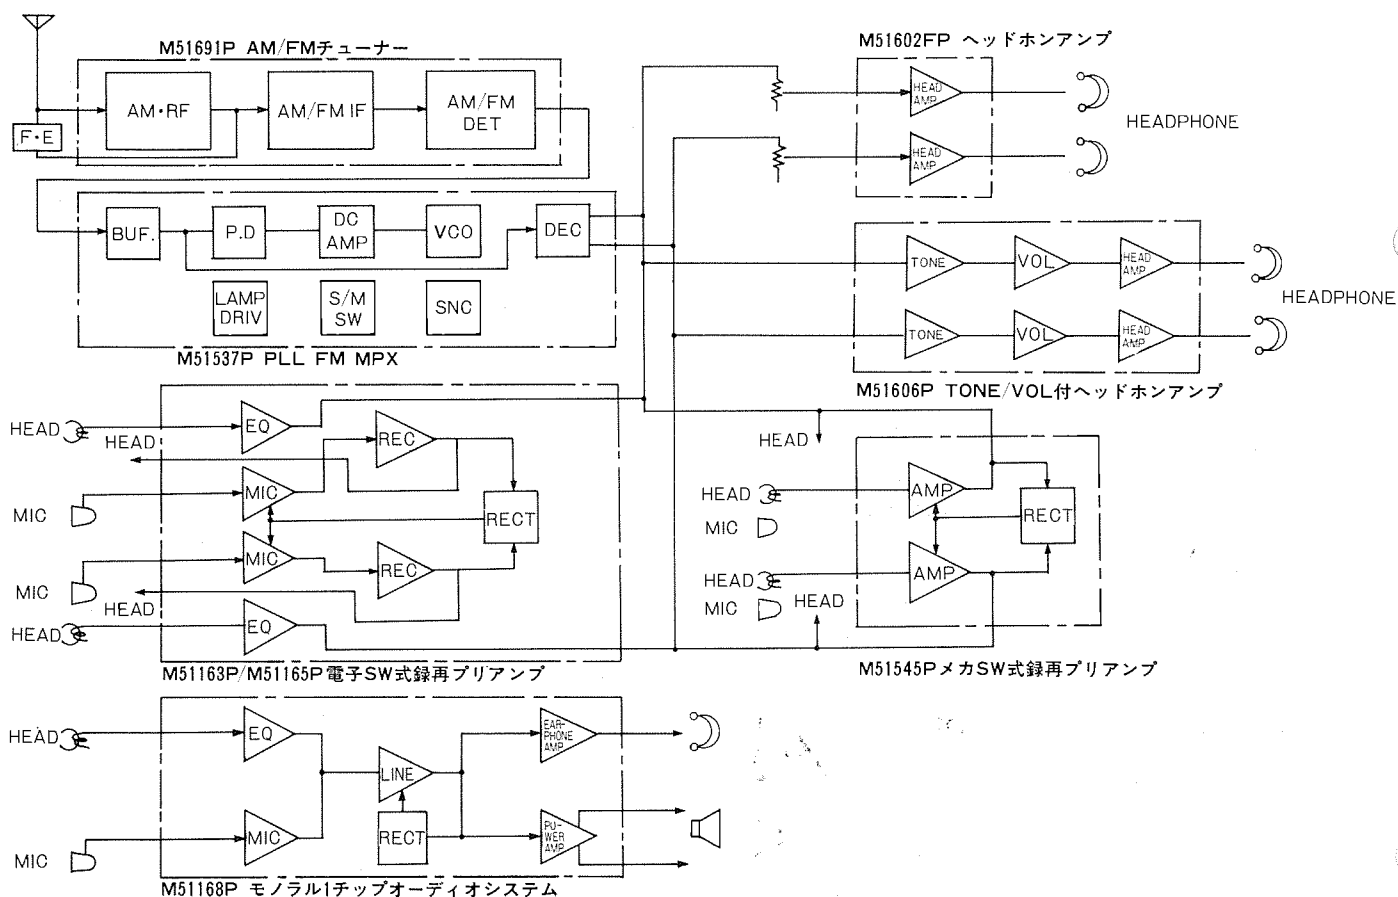 M51691P AM/FMチューナー
AM・RF
AM/FM IF
AM/FM
DET
F・E
BUF.
P.D
DC
AMP
VCO
DEC
LAMP
DRIV
S/M
SW
SNC
M51537P PLL FM MPX
M51602FP ヘッドホンアンプ
HEAD
AMP
HEAD
AMP
HEADPHONE
TONE
VOL
HEAD
AMP
TONE
VOL
HEAD
AMP
HEADPHONE
M51606P TONE/VOL付ヘッドホンアンプ
HEAD
HEAD
EQ
REC
MIC
MIC
RECT
MIC
REC
MIC
HEAD
HEAD
EQ
M51163P/M51165P電子SW式録再プリアンプ
HEAD
HEAD
MIC
AMP
RECT
HEAD
MIC
HEAD
AMP
M51545PメカSW式録再プリアンプ
HEAD
EQ
LINE
RECT
MIC
MIC
EAR-
PHONE
AMP
PU-
WER
AMP
M51168P モノラル1チップオーディオシステム